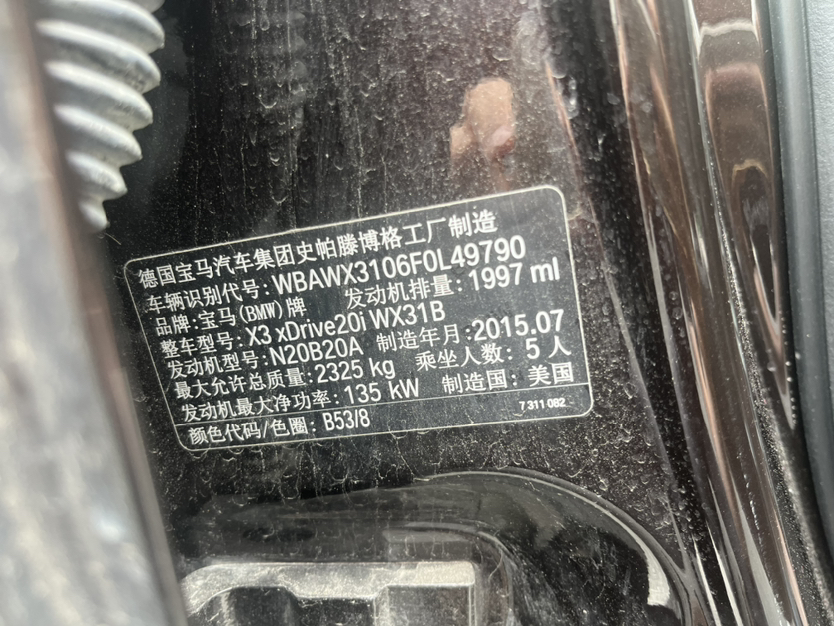 德国宝马汽车集团史帕滕博格工厂制造
车辆识别代号:WBAWX3106F0L49790
品牌:宝马(BMW)牌 发动机排量:1997 ml
整车型号:X3 xDrive20i WX31B
发动机型号:N20B20A 制造年月:2015.07
最大允许总质量:2325 kg 乘坐人数:5 人
发动机最大净功率:135 kW 制造国:美国
颜色代码/色圈:B53/8 7 311 082